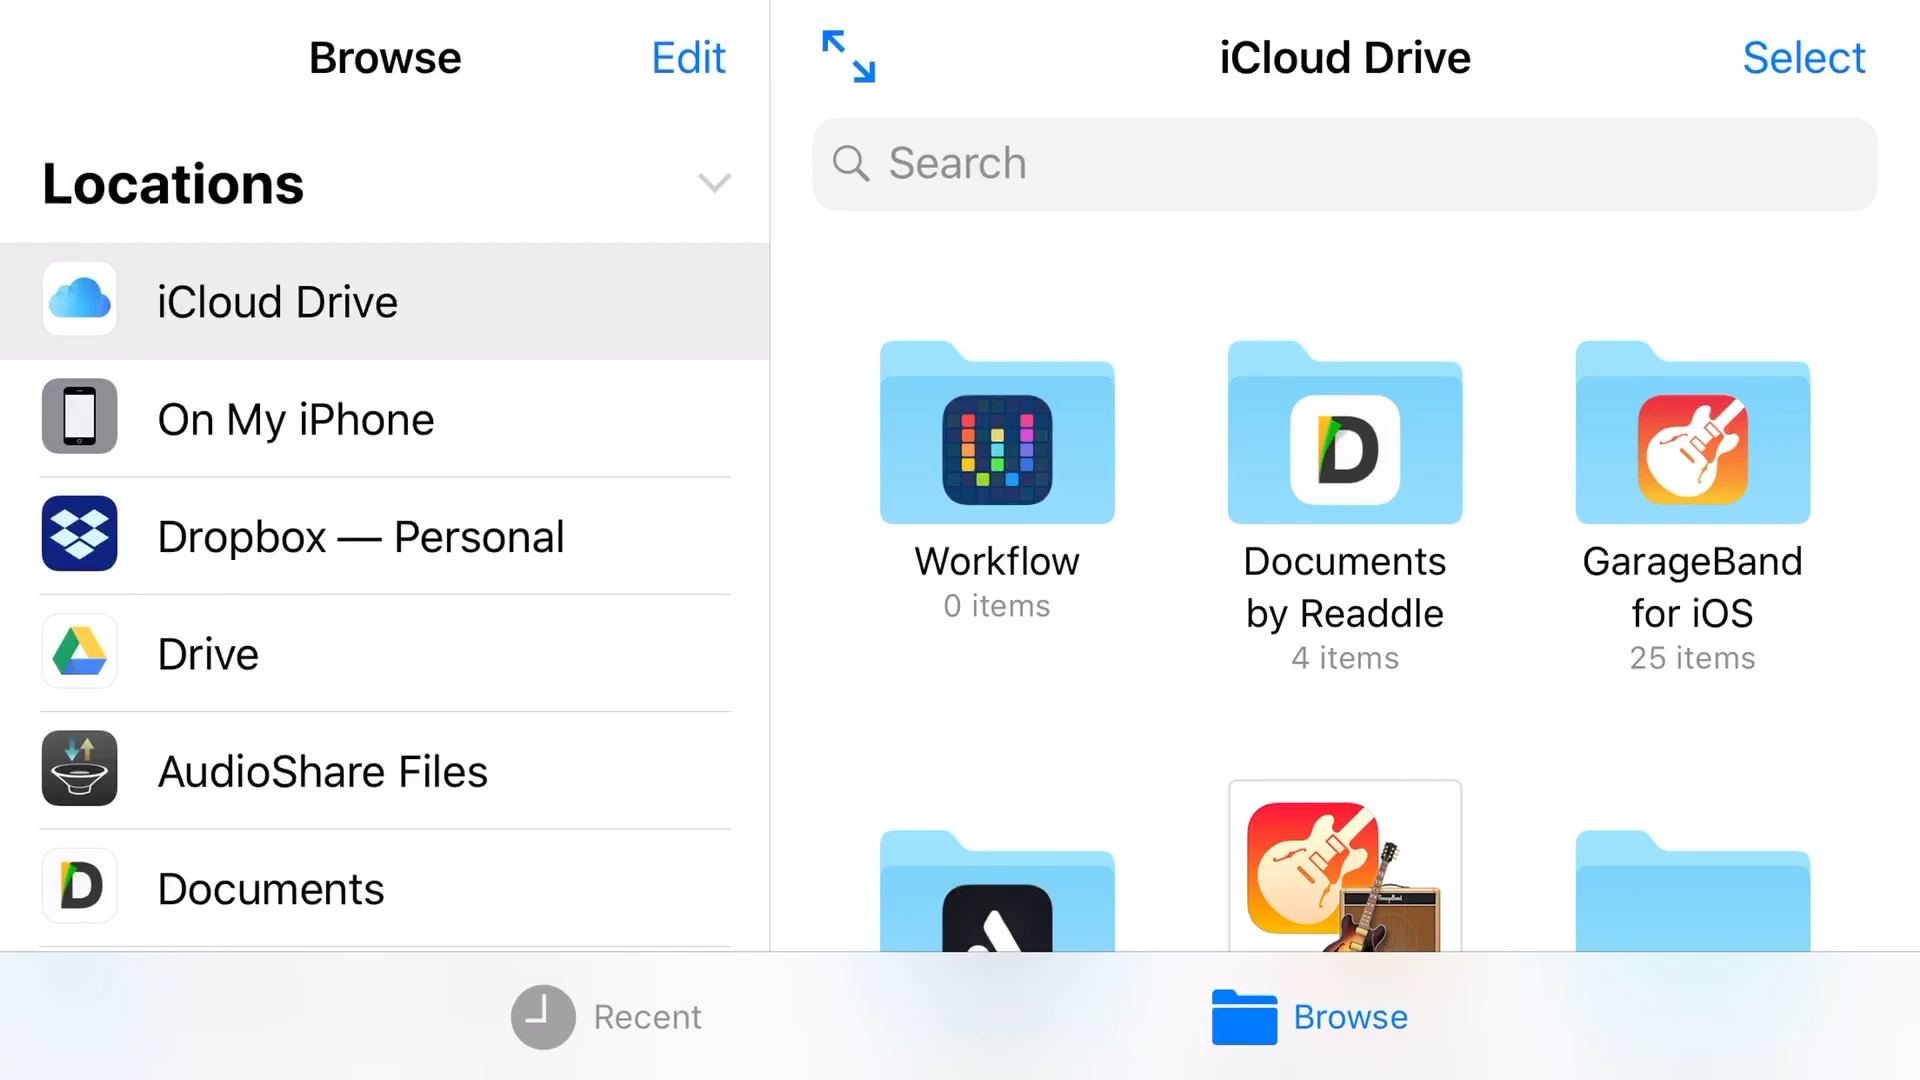 Browse
Edit
Locations
iCloud Drive
On My iPhone
Dropbox — Personal
Drive
AudioShare Files
Documents
iCloud Drive
Select
Search
Workflow
0 items
Documents
by Readdle
4 items
GarageBand
for iOS
25 items
Recent
Browse